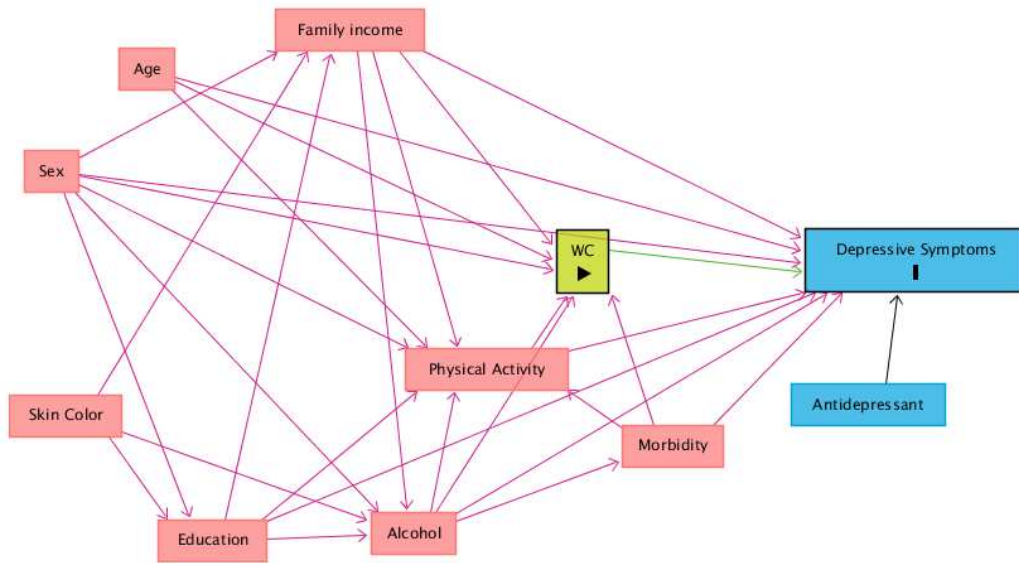 Family income
Age
Sex
WC
Depressive Symptoms
Physical Activity
Antidepressant
Skin Color
Morbidity
Education
Alcohol